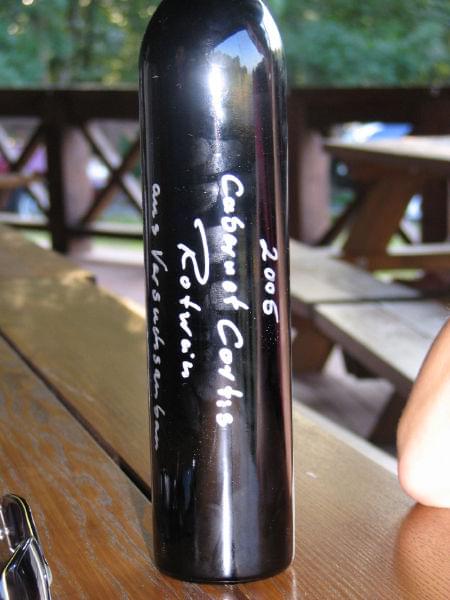 2006
Cabernet Cortis
Rotwein
aus Versuchsanbau